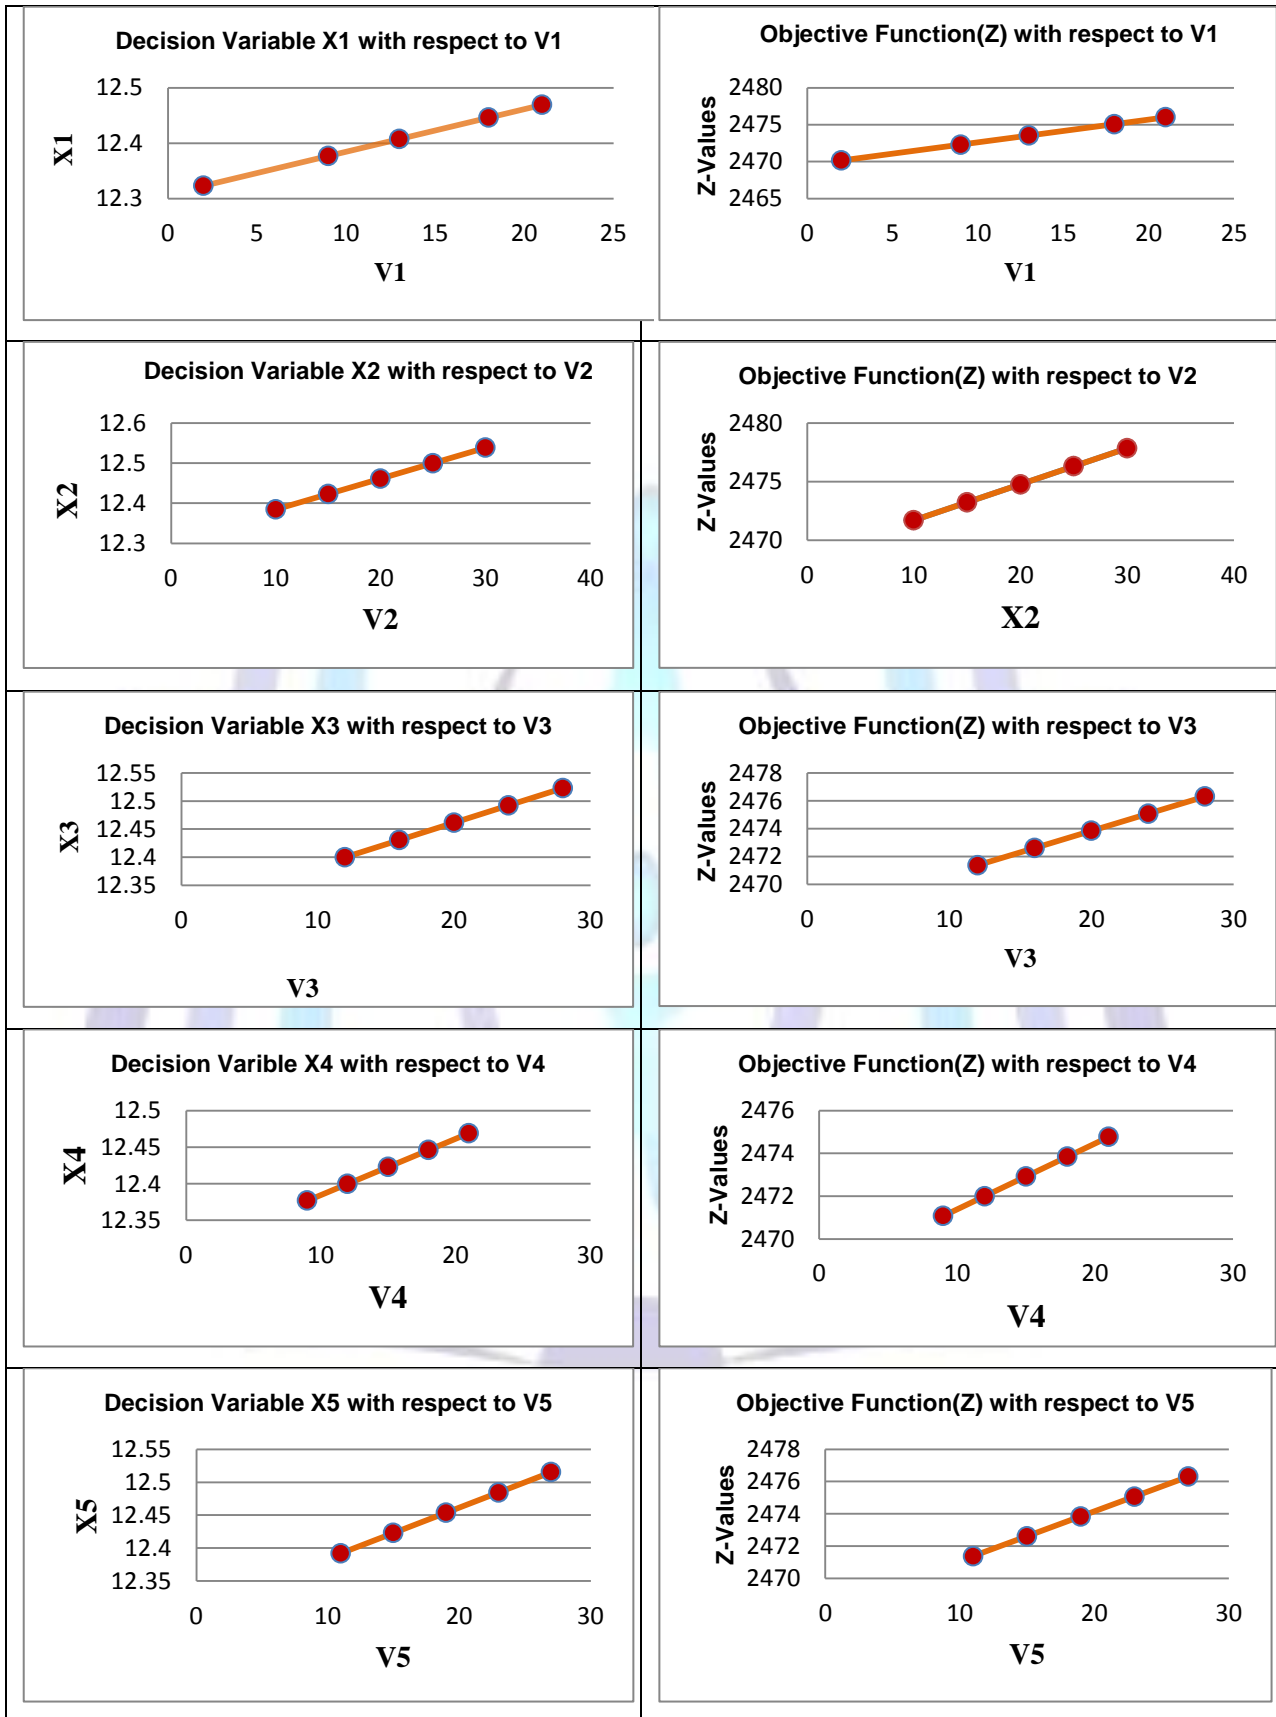 Decision Variable X1 with respect to V1
12.5
12.4
12.3
X1
0 5 10 15 20 25
V1
Objective Function(Z) with respect to V1
2480
2475
2470
2465
Z-Values
0 5 10 15 20 25
V1
Decision Variable X2 with respect to V2
12.6
12.5
12.4
12.3
X2
0 10 20 30 40
V2
Objective Function(Z) with respect to V2
2480
2475
2470
Z-Values
0 10 20 30 40
X2
Decision Variable X3 with respect to V3
12.55
12.5
12.45
12.4
12.35
X3
0 10 20 30
V3
Objective Function(Z) with respect to V3
2478
2476
2474
2472
2470
Z-Values
0 10 20 30
V3
Decision Varible X4 with respect to V4
12.5
12.45
12.4
12.35
X4
0 10 20 30
V4
Objective Function(Z) with respect to V4
2476
2474
2472
2470
Z-Values
0 10 20 30
V4
Decision Variable X5 with respect to V5
12.55
12.5
12.45
12.4
12.35
X5
0 10 20 30
V5
Objective Function(Z) with respect to V5
2478
2476
2474
2472
2470
Z-Values
0 10 20 30
V5